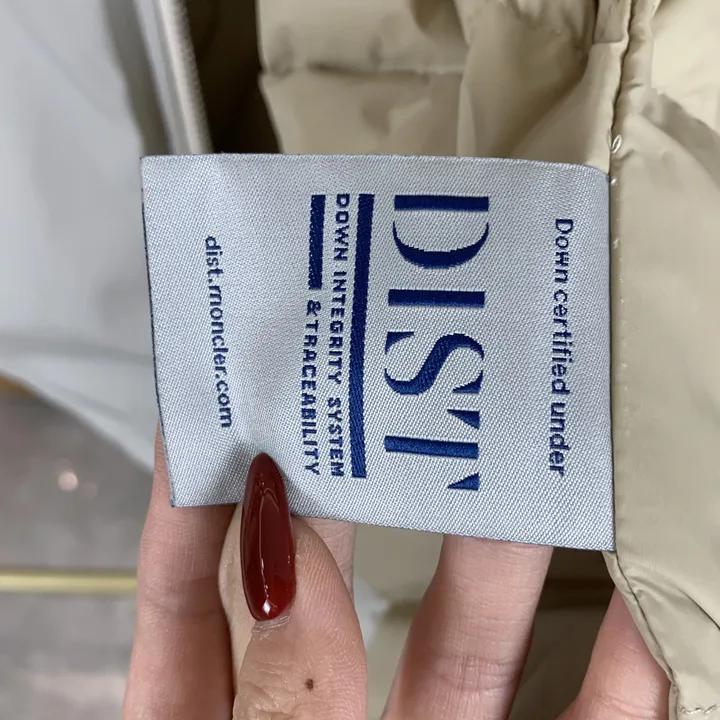 Down certified under
DIST
DOWN INTEGRITY SYSTEM
& TRACEABILITY
dist.moncler.com